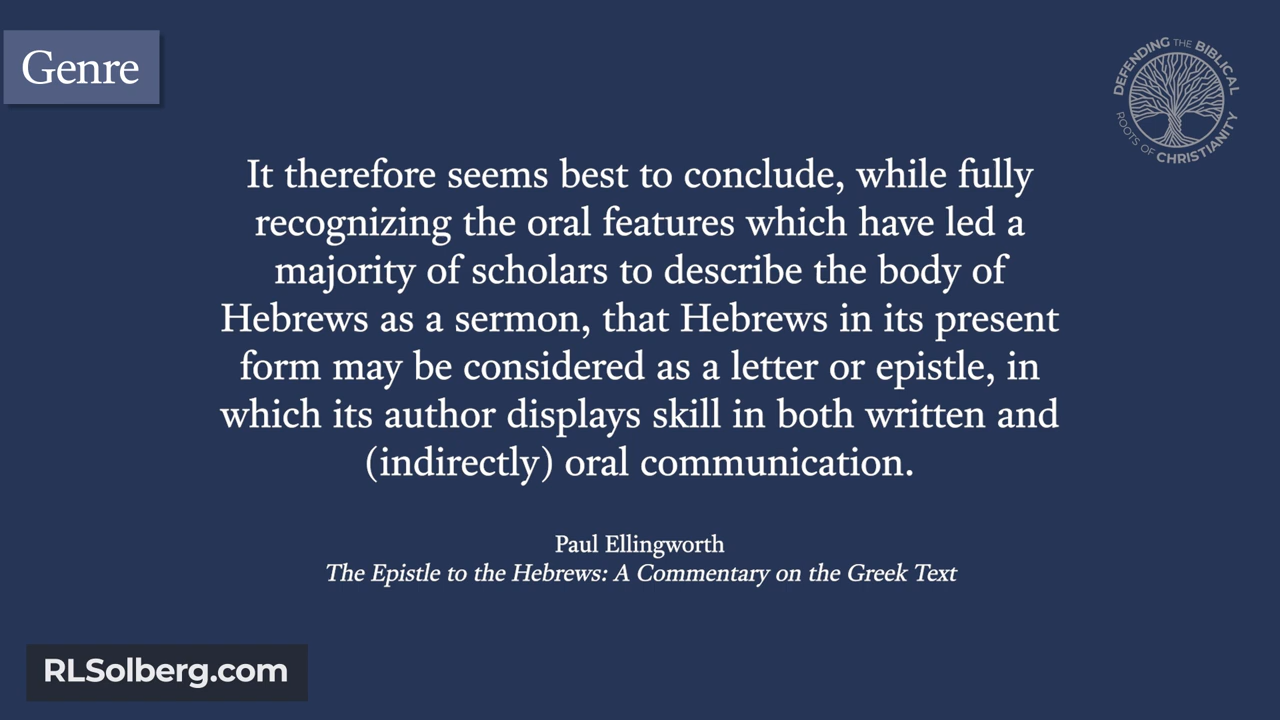 Genre
DEFENDING THE BIBLICAL
ROOTS OF CHRISTIANITY
It therefore seems best to conclude, while fully
recognizing the oral features which have led a
majority of scholars to describe the body of
Hebrews as a sermon, that Hebrews in its present
form may be considered as a letter or epistle, in
which its author displays skill in both written and
(indirectly) oral communication.
Paul Ellingworth
The Epistle to the Hebrews: A Commentary on the Greek Text
RLSolberg.com